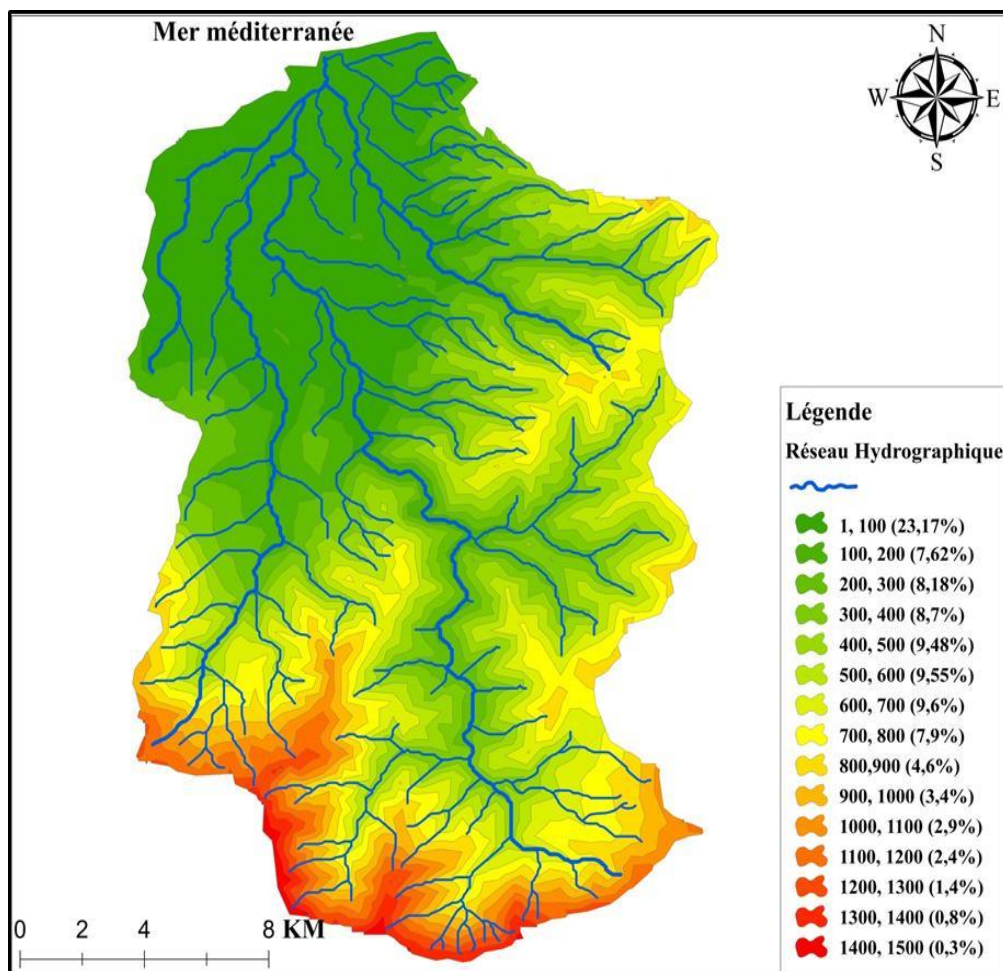 Mer méditerranée
N
W E
S
Légende
Réseau Hydrographique
1, 100 (23,17%)
100, 200 (7,62%)
200, 300 (8,18%)
300, 400 (8,7%)
400, 500 (9,48%)
500, 600 (9,55%)
600, 700 (9,6%)
700, 800 (7,9%)
800,900 (4,6%)
900, 1000 (3,4%)
1000, 1100 (2,9%)
1100, 1200 (2,4%)
1200, 1300 (1,4%)
1300, 1400 (0,8%)
1400, 1500 (0,3%)
0 2 4 8 KM